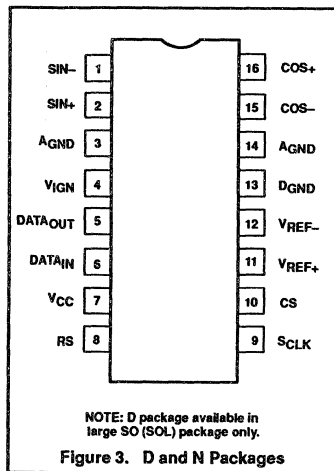 SIN– 1 16 COS+
SIN+ 2 15 COS–
AGND 3 14 AGND
VIGN 4 13 DGND
DATAOUT 5 12 VREF–
DATAIN 6 11 VREF+
VCC 7 10 CS
RS 8 9 SCLK
NOTE: D package available in
large SO (SOL) package only.
Figure 3. D and N Packages